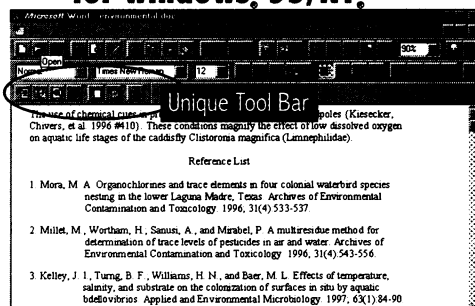 for Windows, 95/NT,
Microsoft Word - environmental.doc
90%
Open
Normal Times New Roman 12
Unique Tool Bar
The use of chemical cues in poles (Kiesecker,
Chivers, et al. 1996 #410). These conditions magnify the effect of low dissolved oxygen
on aquatic life stages of the caddisfly Clistoronia magnifica (Limnephilidae).
Reference List
1. Mora, M. A. Organochlorines and trace elements in four colonial waterbird species
nesting in the lower Laguna Madre, Texas. Archives of Environmental
Contamination and Toxicology. 1996, 31(4):533-537.
2. Millet, M., Wortham, H., Sanusi, A., and Mirabel, P. A multiresidue method for
determination of trace levels of pesticides in air and water. Archives of
Environmental Contamination and Toxicology. 1996, 31(4):543-556.
3. Kelley, J. I., Turng, B. F., Williams, H. N., and Baer, M. L. Effects of temperature,
salinity, and substrate on the colonization of surfaces in situ by aquatic
bdellovibrios. Applied and Environmental Microbiology. 1997, 63(1):84-90